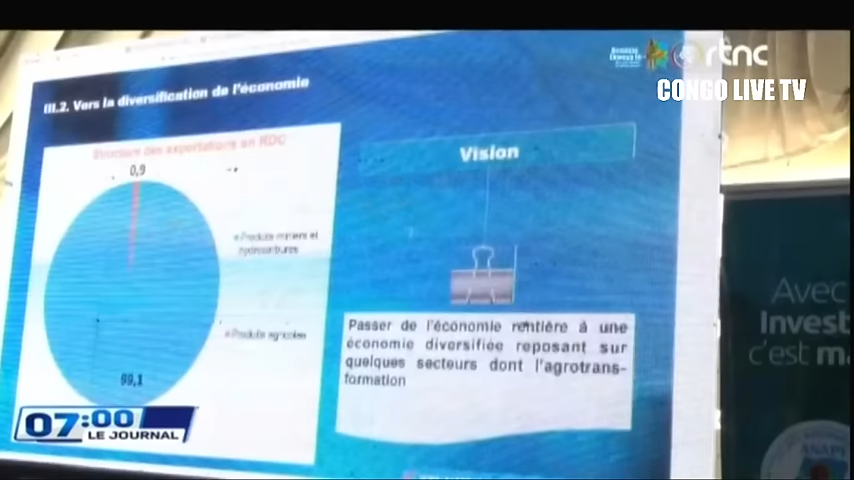 rtnc
CONGO LIVE TV
III.2. Vers la diversification de l'économie
Structure des exportations en RDC
0,9
Produits miniers et
hydrocarbures
Produits agricoles
99,1
Vision
Passer de l'économie rentière à une
économie diversifiée reposant sur
quelques secteurs dont l'agrotrans-
formation
Avec
Invest
c'est m
ANAPI
07:00
LE JOURNAL